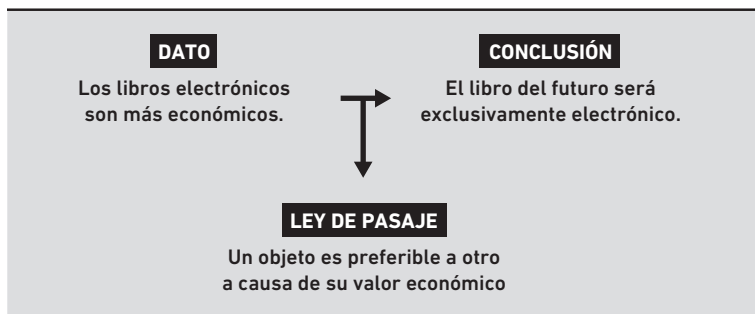 DATO
Los libros electrónicos
son más económicos.
CONCLUSIÓN
El libro del futuro será
exclusivamente electrónico.
LEY DE PASAJE
Un objeto es preferible a otro
a causa de su valor económico